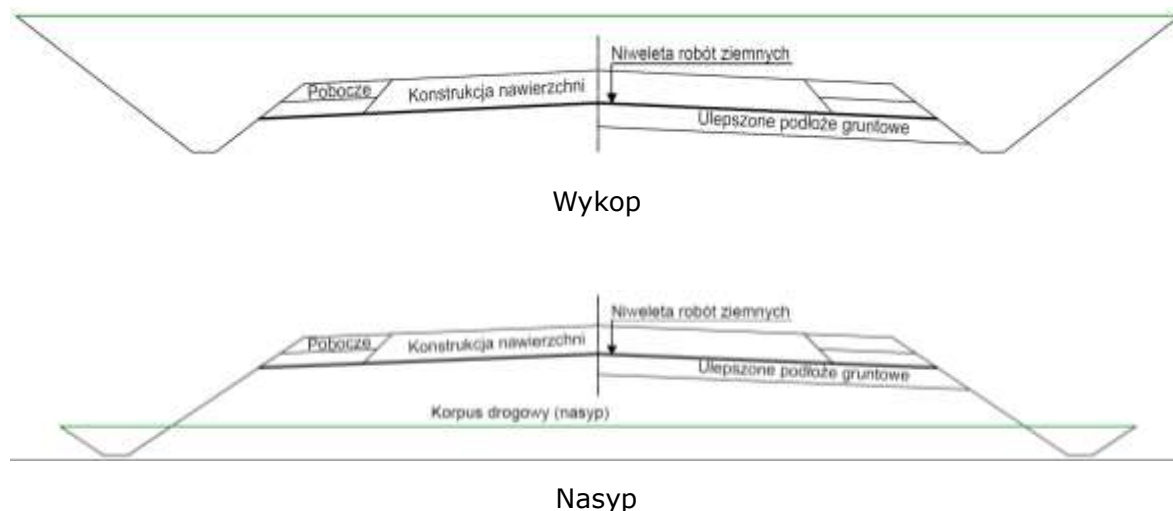 Niweleta robót ziemnych
Pobocze
Konstrukcja nawierzchni
Ulepszone podłoże gruntowe
Wykop
Niweleta robót ziemnych
Pobocze
Konstrukcja nawierzchni
Ulepszone podłoże gruntowe
Korpus drogowy (nasyp)
Nasyp